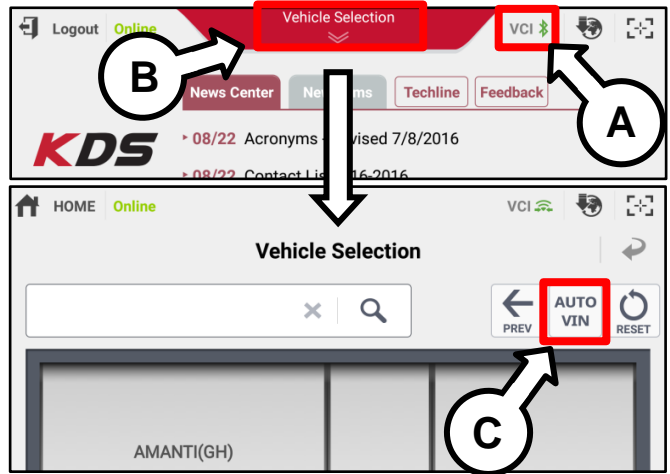 Logout Online Vehicle Selection VCI
B
A
News Center Techline Feedback
KDS
08/22 Acronyms - vised 7/8/2016
08/22 Contact Lis 16-2016
HOME Online VCI
Vehicle Selection
PREV AUTO VIN RESET
C
AMANTI(GH)